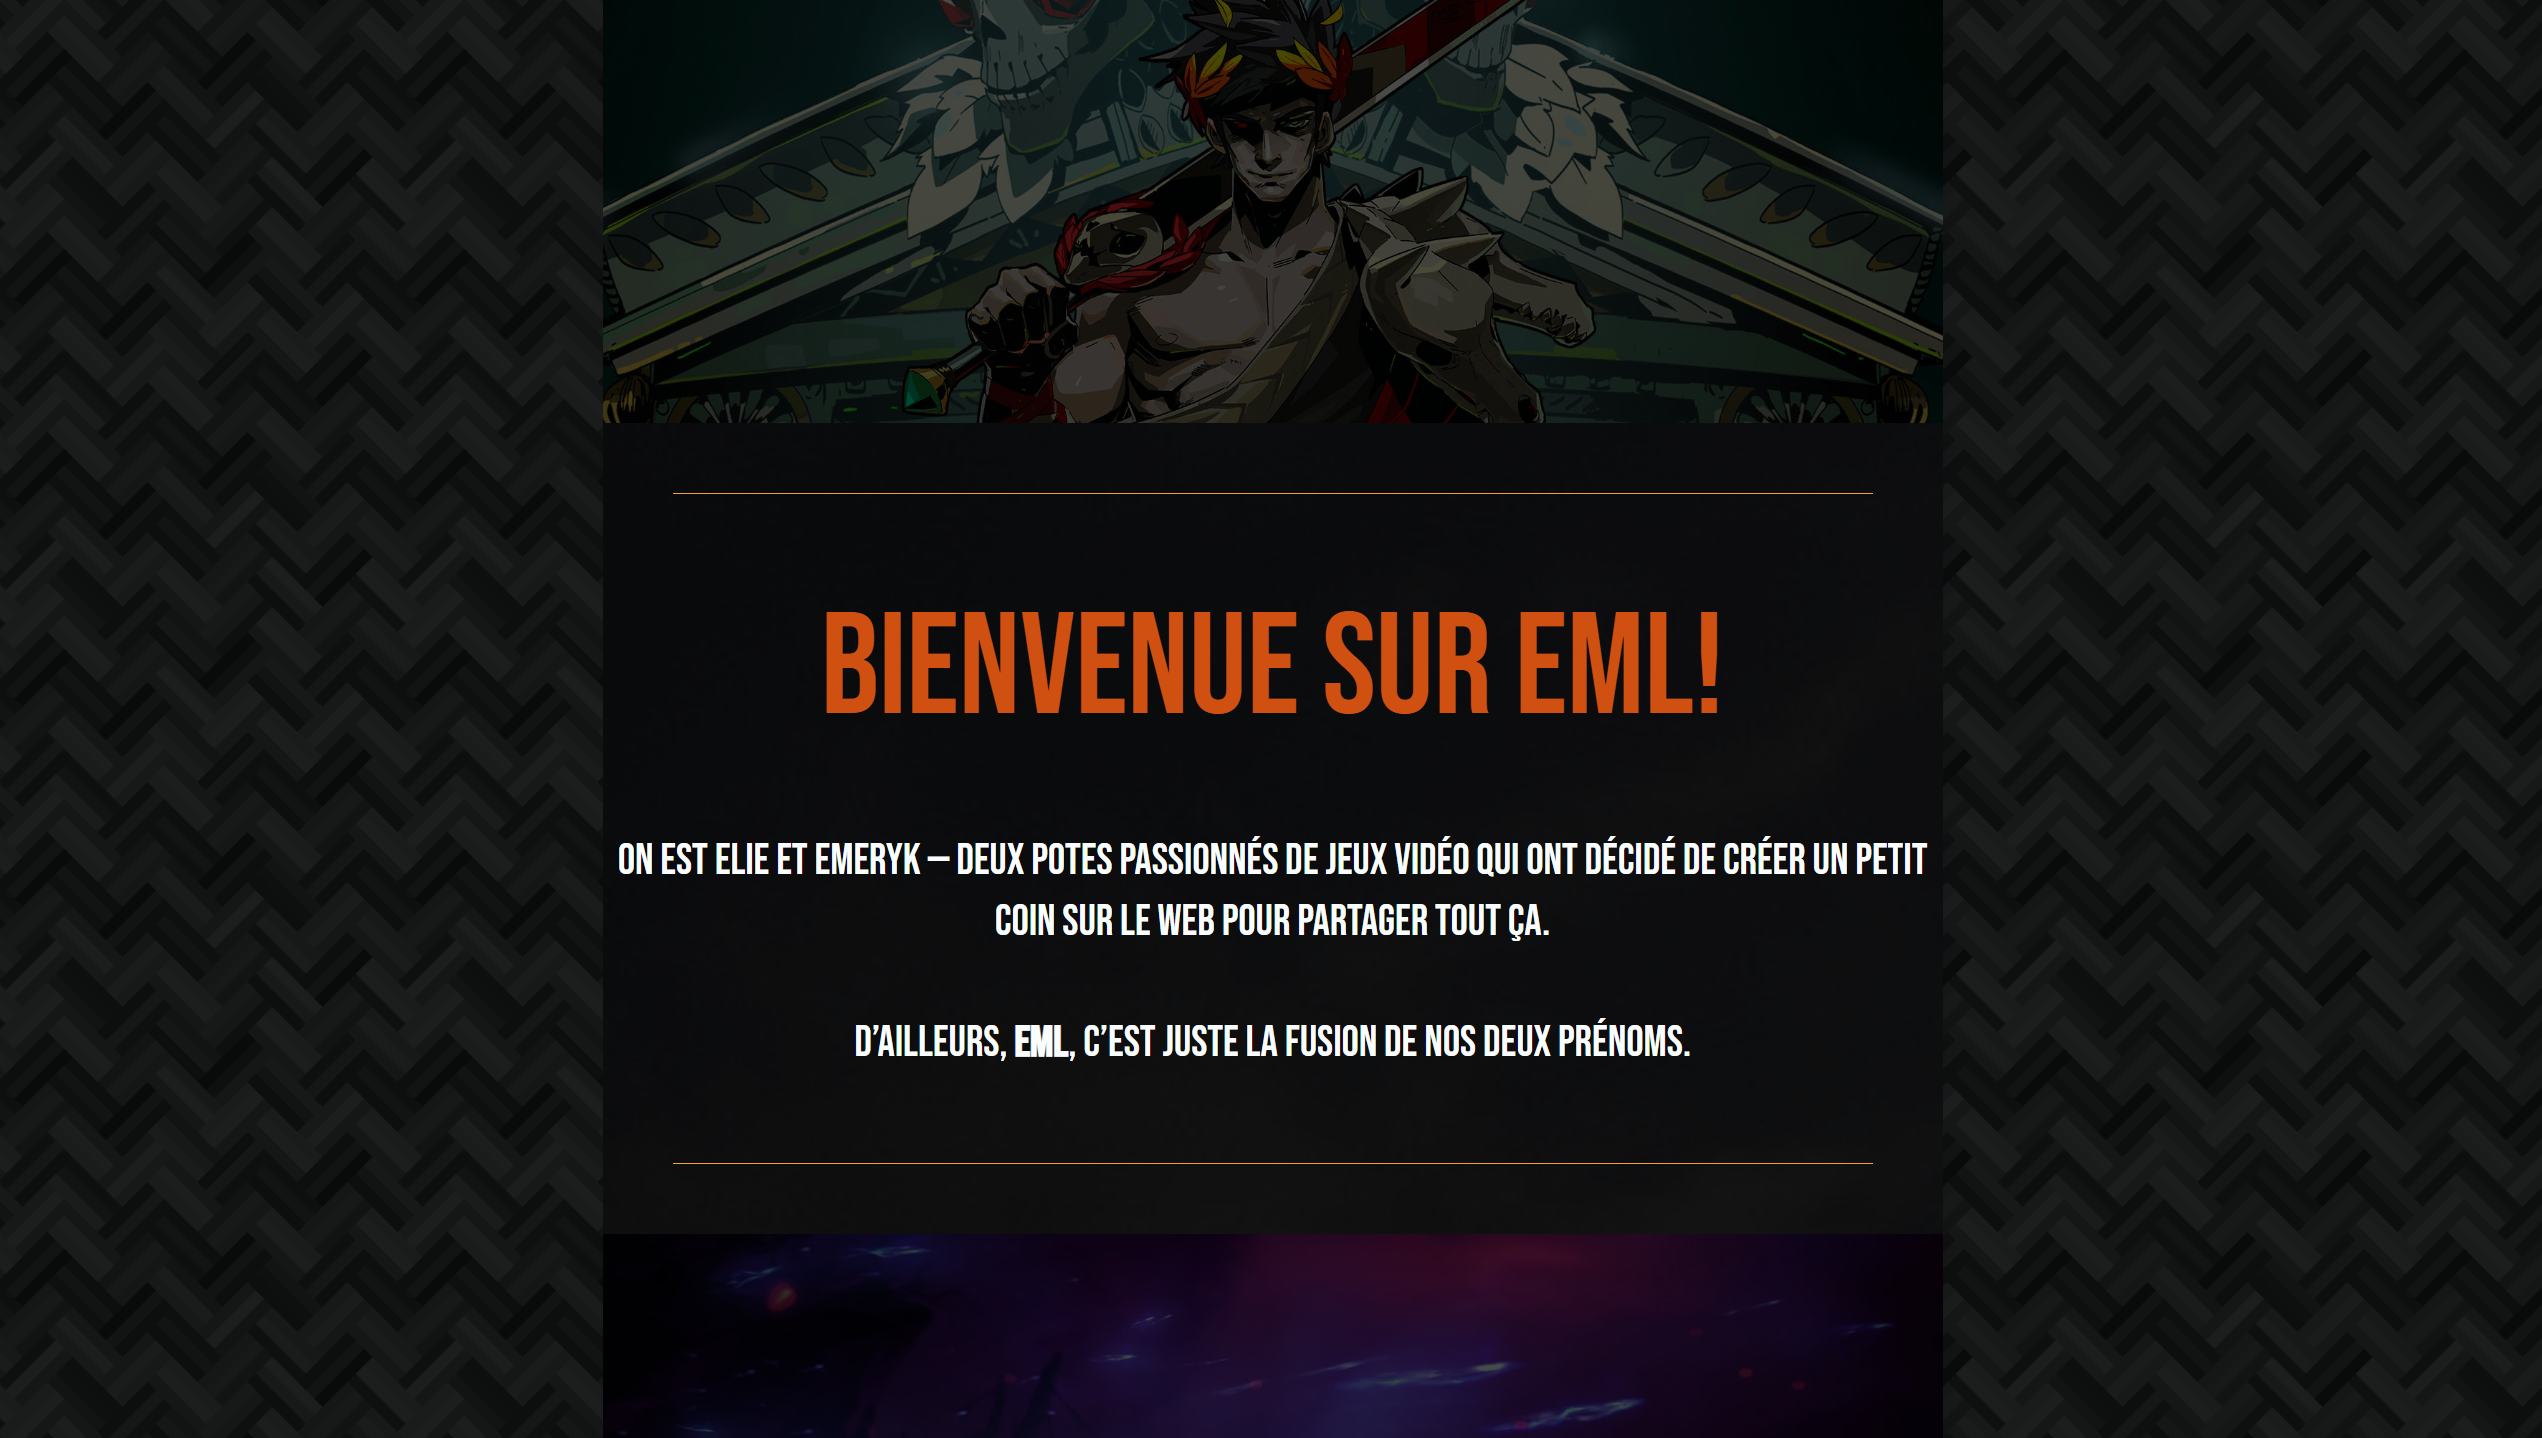 BIENVENUE SUR EML!
ON EST ELIE ET EMERYK – DEUX POTES PASSIONNÉS DE JEUX VIDÉO QUI ONT DÉCIDÉ DE CRÉER UN PETIT
COIN SUR LE WEB POUR PARTAGER TOUT ÇA.
D’AILLEURS, EML, C’EST JUSTE LA FUSION DE NOS DEUX PRÉNOMS.